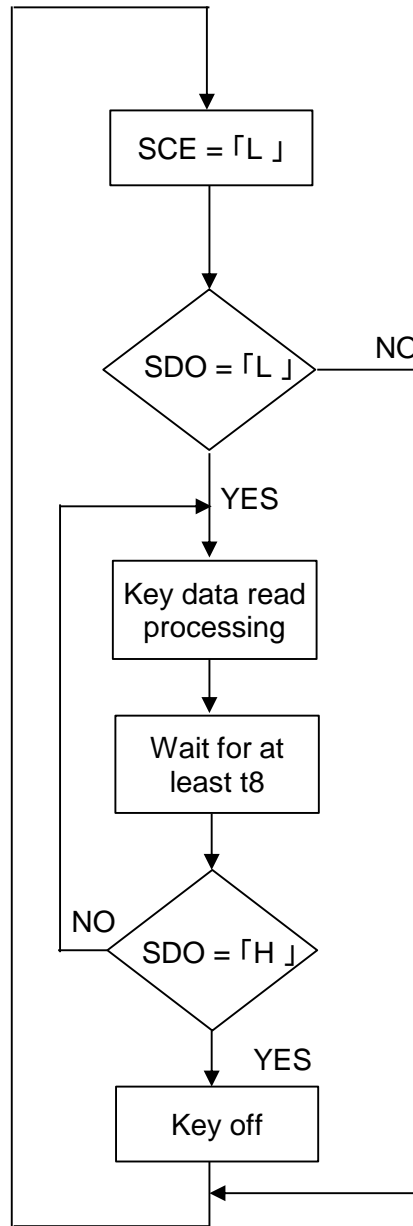 SCE = 「L 」
SDO = 「L 」
NO
YES
Key data read
processing
Wait for at
least t8
NO
SDO = 「H 」
YES
Key off